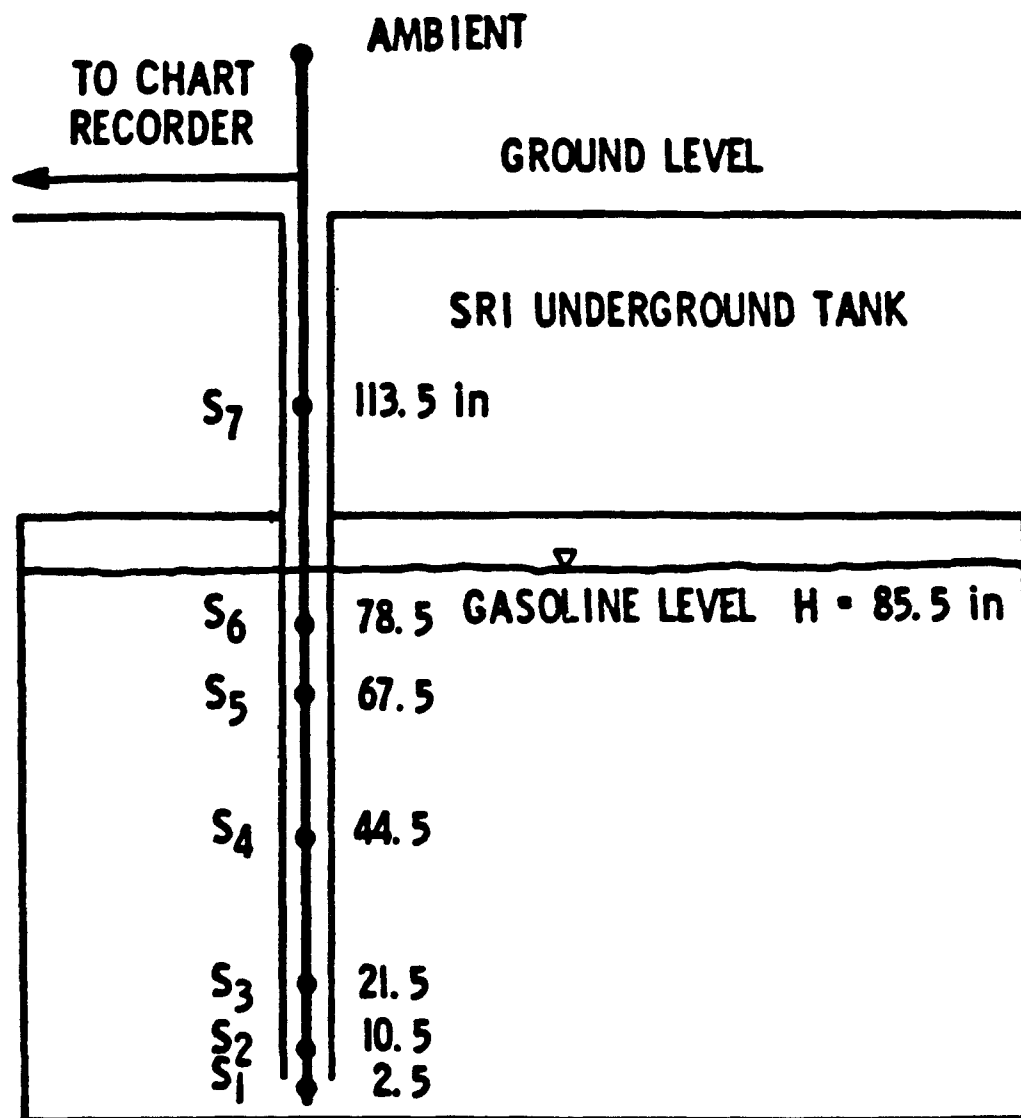 AMBIENT
TO CHART
RECORDER
GROUND LEVEL
SRI UNDERGROUND TANK
S7 113.5 in
GASOLINE LEVEL H = 85.5 in
S6 78.5
S5 67.5
S4 44.5
S3 21.5
S2 10.5
S1 2.5